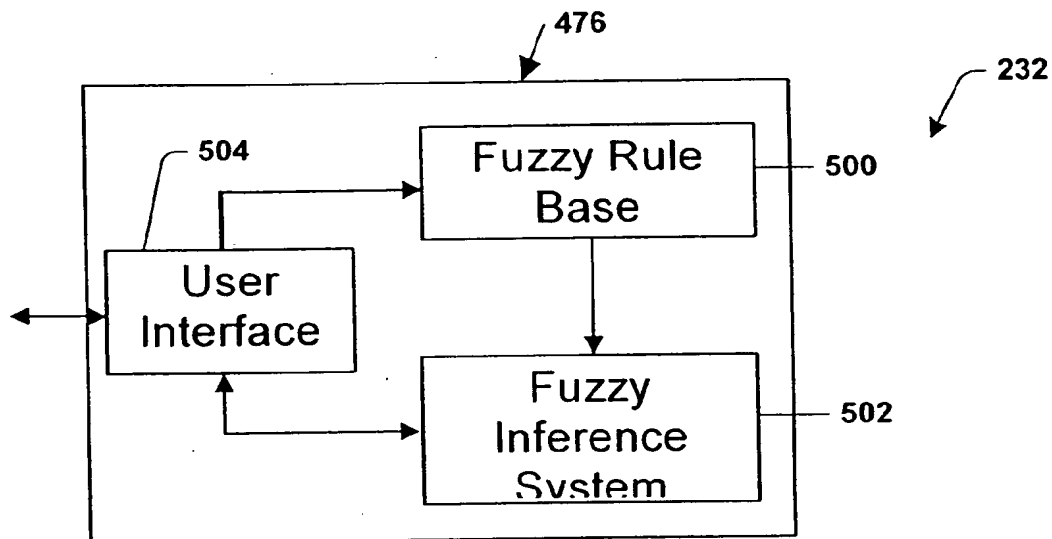 476
232
504
Fuzzy Rule
Base
500
User
Interface
Fuzzy
Inference
System
502